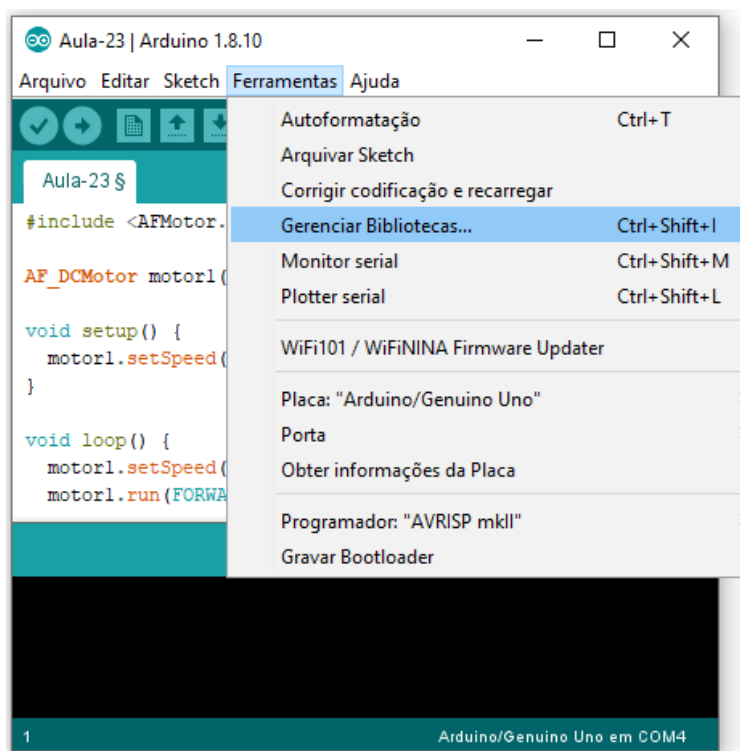 Aula-23 | Arduino 1.8.10
Arquivo Editar Sketch Ferramentas Ajuda
Autoformatação Ctrl+T
Arquivar Sketch
Corrigir codificação e recarregar
Gerenciar Bibliotecas... Ctrl+Shift+I
Monitor serial Ctrl+Shift+M
Plotter serial Ctrl+Shift+L
WiFi101 / WiFiNINA Firmware Updater
Placa: "Arduino/Genuino Uno"
Porta
Obter informações da Placa
Programador: "AVRISP mkII"
Gravar Bootloader
Aula-23 §
#include <AFMotor.
AF_DCMotor motor1(
void setup() {
motor1.setSpeed(
}
void loop() {
motor1.setSpeed(
motor1.run(FORWA
1 Arduino/Genuino Uno em COM4